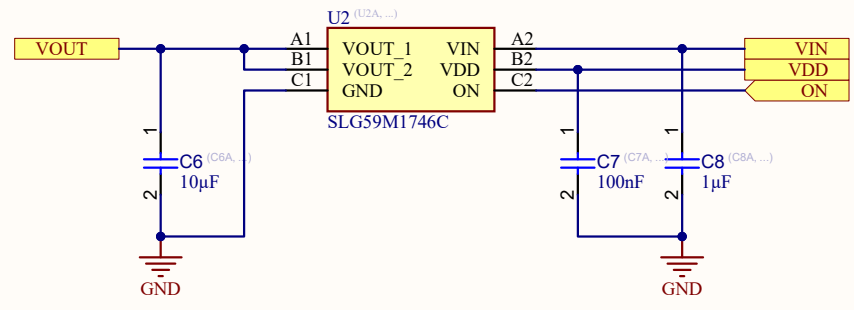 U2 (U2A, ...)
VOUT
A1 VOUT_1 VIN A2
B1 VOUT_2 VDD B2
C1 GND ON C2
VIN
VDD
ON
SLG59M1746C
1
C6 (C6A, ...)
10µF
2
GND
1
C7 (C7A, ...)
100nF
2
1
C8 (C8A, ...)
1µF
2
GND